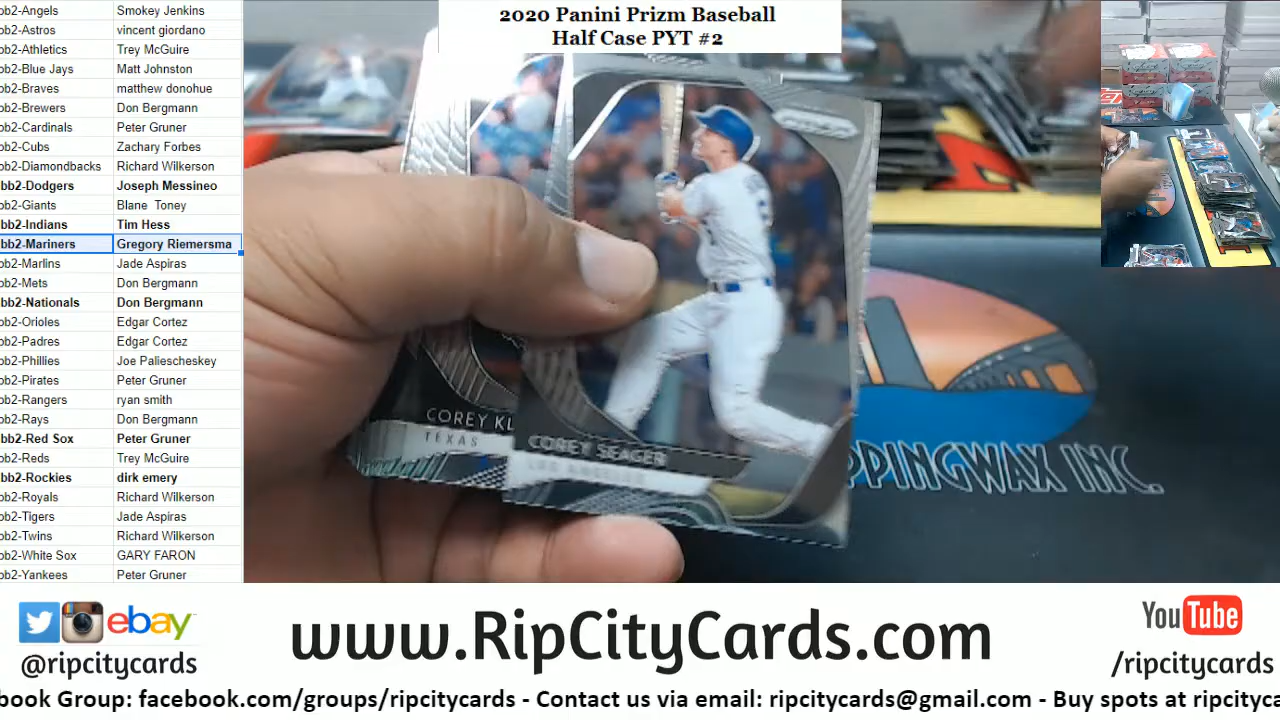 bb2-Angels Smokey Jenkins
bb2-Astros vincent giordano
bb2-Athletics Trey McGuire
bb2-Blue Jays Matt Johnston
bb2-Braves matthew donohue
bb2-Brewers Don Bergmann
bb2-Cardinals Peter Gruner
bb2-Cubs Zachary Forbes
bb2-Diamondbacks Richard Wilkerson
bb2-Dodgers Joseph Messineo
bb2-Giants Blane Toney
bb2-Indians Tim Hess
bb2-Mariners Gregory Riemersma
bb2-Marlins Jade Aspiras
bb2-Mets Don Bergmann
bb2-Nationals Don Bergmann
bb2-Orioles Edgar Cortez
bb2-Padres Edgar Cortez
bb2-Phillies Joe Paliescheskey
bb2-Pirates Peter Gruner
bb2-Rangers ryan smith
bb2-Rays Don Bergmann
bb2-Red Sox Peter Gruner
bb2-Reds Trey McGuire
bb2-Rockies dirk emery
bb2-Royals Richard Wilkerson
bb2-Tigers Jade Aspiras
bb2-Twins Richard Wilkerson
bb2-White Sox GARY FARON
bb2-Yankees Peter Gruner
2020 Panini Prizm Baseball
Half Case PYT #2
PRIZM
COREY KL
TEXAS
COREY SEAGER
LOS ANGELES
PPINGWAX INC.
ebay
@ripcitycards
www.RipCityCards.com
YouTube
/ripcitycards
book Group: facebook.com/groups/ripcitycards - Contact us via email: ripcitycards@gmail.com - Buy spots at ripcityca